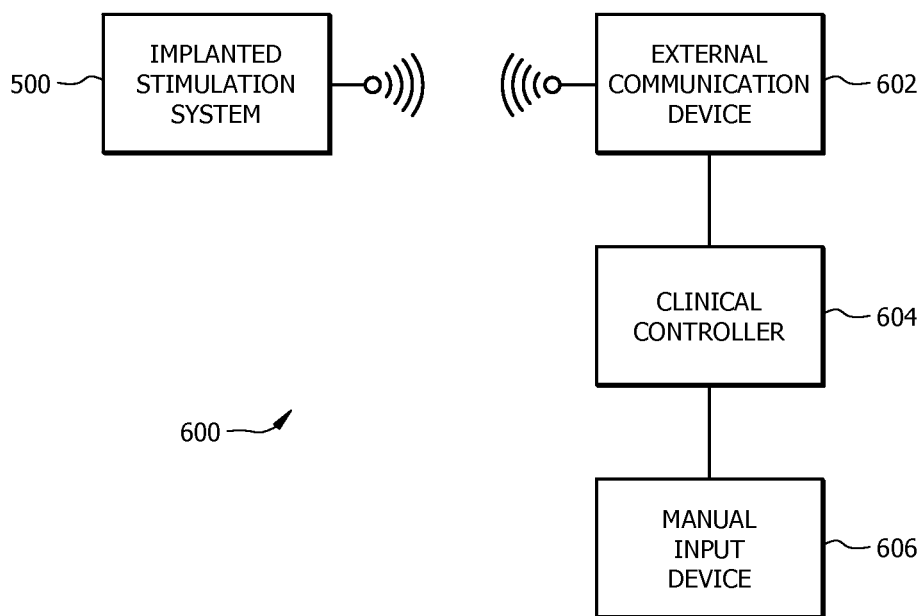 500
IMPLANTED
STIMULATION
SYSTEM
EXTERNAL
COMMUNICATION
DEVICE
602
CLINICAL
CONTROLLER
604
600
MANUAL
INPUT
DEVICE
606